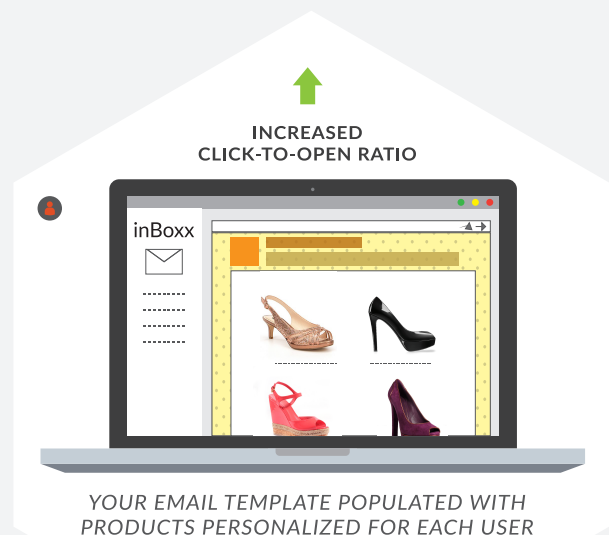 INCREASED
CLICK-TO-OPEN RATIO
inBoxx
YOUR EMAIL TEMPLATE POPULATED WITH
PRODUCTS PERSONALIZED FOR EACH USER